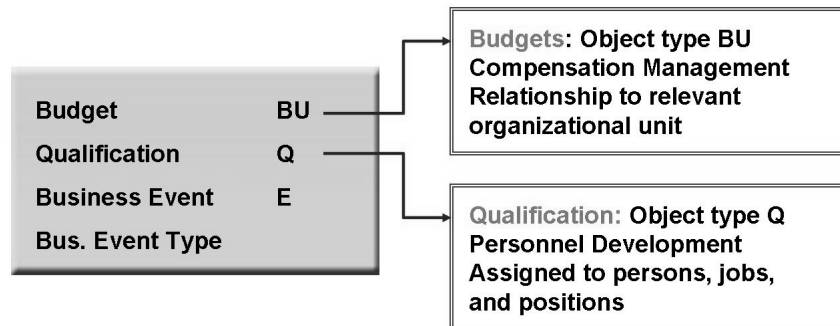 Budget BU
Qualification Q
Business Event E
Bus. Event Type
Budgets: Object type BU
Compensation Management
Relationship to relevant
organizational unit
Qualification: Object type Q
Personnel Development
Assigned to persons, jobs,
and positions